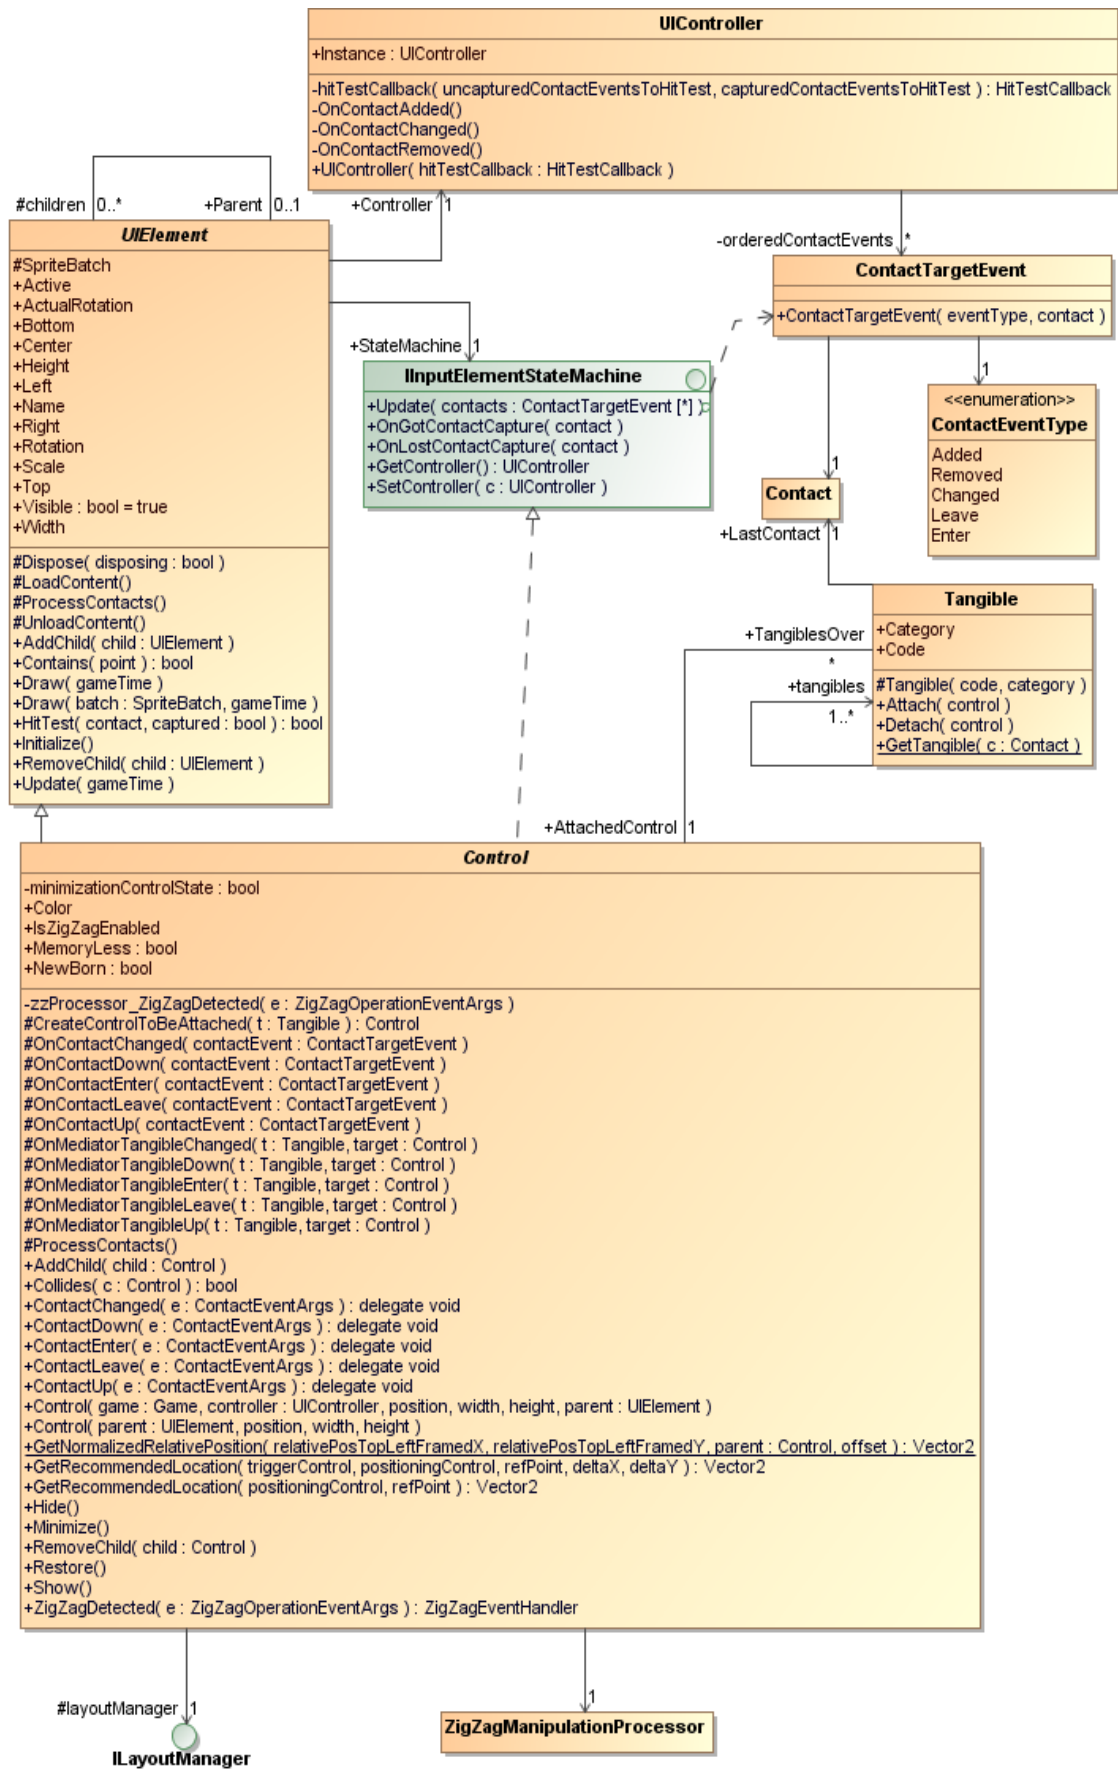 UIController
+Instance : UIController
-hitTestCallback( uncapturedContactEventsToHitTest, capturedContactEventsToHitTest ) : HitTestCallback
-OnContactAdded()
-OnContactChanged()
-OnContactRemoved()
+UIController( hitTestCallback : HitTestCallback )
#children 0..* +Parent 0..1
+Controller 1
-orderedContactEvents *
UIElement
#SpriteBatch
+Active
+ActualRotation
+Bottom
+Center
+Height
+Left
+Name
+Right
+Rotation
+Scale
+Top
+Visible : bool = true
+Width
#Dispose( disposing : bool )
#LoadContent()
#ProcessContacts()
#UnloadContent()
+AddChild( child : UIElement )
+Contains( point ) : bool
+Draw( gameTime )
+Draw( batch : SpriteBatch, gameTime )
+HitTest( contact, captured : bool ) : bool
+Initialize()
+RemoveChild( child : UIElement )
+Update( gameTime )
+StateMachine 1
IInputElementStateMachine
+Update( contacts : ContactTargetEvent [*] )
+OnGotContactCapture( contact )
+OnLostContactCapture( contact )
+GetController() : UIController
+SetController( c : UIController )
ContactTargetEvent
+ContactTargetEvent( eventType, contact )
1
<<enumeration>>
ContactEventType
Added
Removed
Changed
Leave
Enter
1
Contact
+LastContact 1
Tangible
+Category
+Code
#Tangible( code, category )
+Attach( control )
+Detach( control )
+GetTangible( c : Contact )
+TangiblesOver
*
+tangibles
1..*
+AttachedControl 1
Control
-minimizationControlState : bool
+Color
+IsZigZagEnabled
+MemoryLess : bool
+NewBorn : bool
-zzProcessor_ZigZagDetected( e : ZigZagOperationEventArgs )
#CreateControlToBeAttached( t : Tangible ) : Control
#OnContactChanged( contactEvent : ContactTargetEvent )
#OnContactDown( contactEvent : ContactTargetEvent )
#OnContactEnter( contactEvent : ContactTargetEvent )
#OnContactLeave( contactEvent : ContactTargetEvent )
#OnContactUp( contactEvent : ContactTargetEvent )
#OnMediatorTangibleChanged( t : Tangible, target : Control )
#OnMediatorTangibleDown( t : Tangible, target : Control )
#OnMediatorTangibleEnter( t : Tangible, target : Control )
#OnMediatorTangibleLeave( t : Tangible, target : Control )
#OnMediatorTangibleUp( t : Tangible, target : Control )
#ProcessContacts()
+AddChild( child : Control )
+Collides( c : Control ) : bool
+ContactChanged( e : ContactEventArgs ) : delegate void
+ContactDown( e : ContactEventArgs ) : delegate void
+ContactEnter( e : ContactEventArgs ) : delegate void
+ContactLeave( e : ContactEventArgs ) : delegate void
+ContactUp( e : ContactEventArgs ) : delegate void
+Control( game : Game, controller : UIController, position, width, height, parent : UIElement )
+Control( parent : UIElement, position, width, height )
+GetNormalizedRelativePosition( relativePosTopLeftFramedX, relativePosTopLeftFramedY, parent : Control, offset ) : Vector2
+GetRecommendedLocation( triggerControl, positioningControl, refPoint, deltaX, deltaY ) : Vector2
+GetRecommendedLocation( positioningControl, refPoint ) : Vector2
+Hide()
+Minimize()
+RemoveChild( child : Control )
+Restore()
+Show()
+ZigZagDetected( e : ZigZagOperationEventArgs ) : ZigZagEventHandler
#layoutManager 1
ILayoutManager
1
ZigZagManipulationProcessor